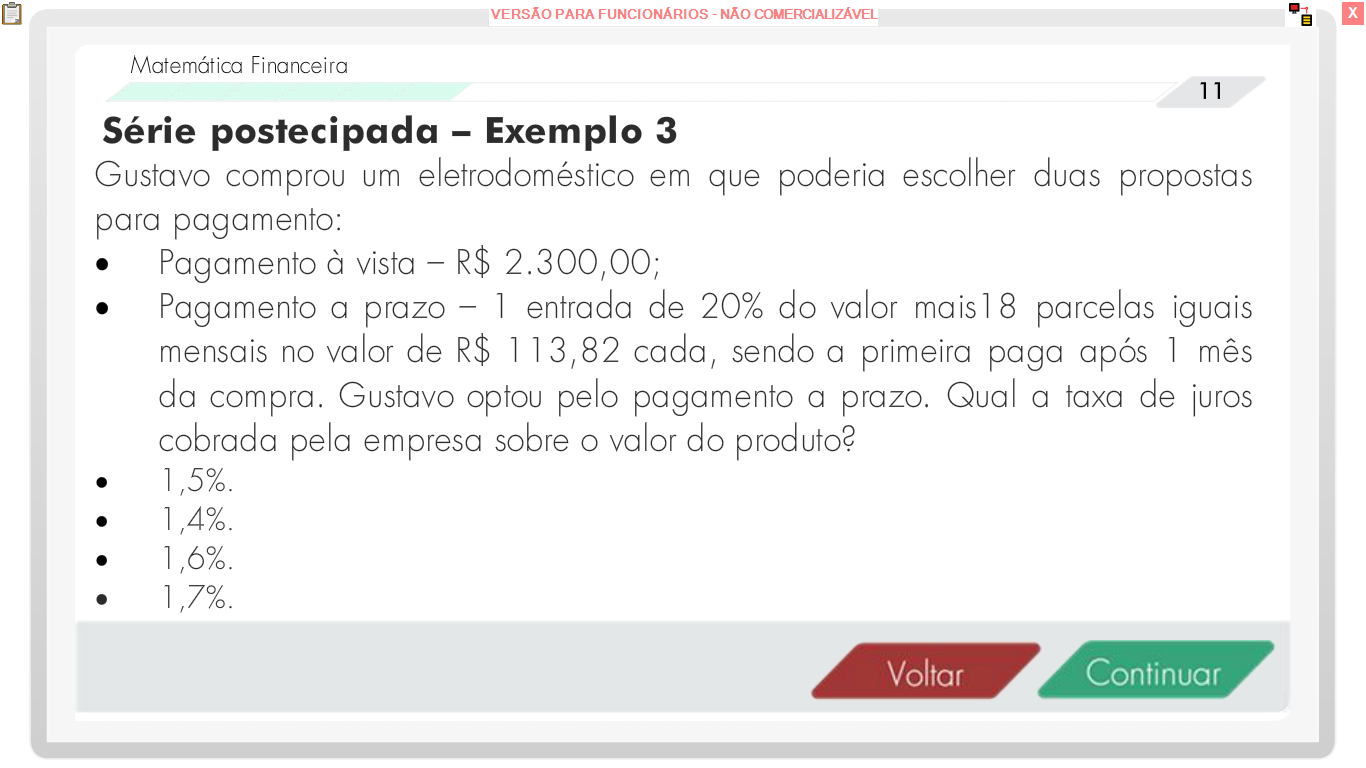 VERSÃO PARA FUNCIONÁRIOS - NÃO COMERCIALIZÁVEL
X
Matemática Financeira
11
Série postecipada – Exemplo 3
Gustavo comprou um eletrodoméstico em que poderia escolher duas propostas
para pagamento:
• Pagamento à vista – R$ 2.300,00;
• Pagamento a prazo – 1 entrada de 20% do valor mais18 parcelas iguais
mensais no valor de R$ 113,82 cada, sendo a primeira paga após 1 mês
da compra. Gustavo optou pelo pagamento a prazo. Qual a taxa de juros
cobrada pela empresa sobre o valor do produto?
• 1,5%.
• 1,4%.
• 1,6%.
• 1,7%.
Voltar
Continuar